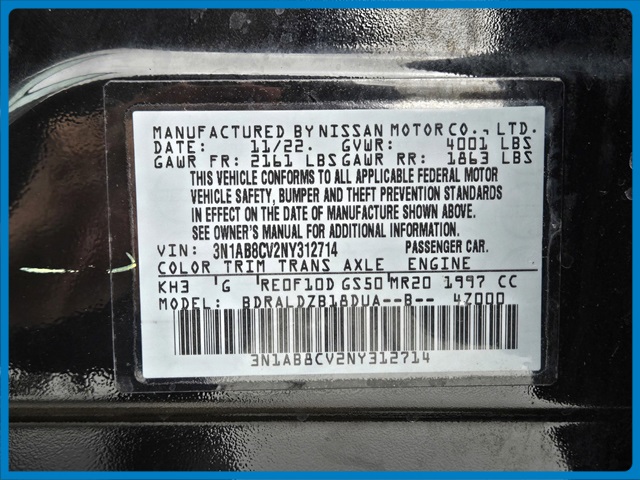 MANUFACTURED BY NISSAN MOTOR CO., LTD.
DATE: 11/22. GVWR: 4001 LBS
GAWR FR: 2161 LBS GAWR RR: 1863 LBS
THIS VEHICLE CONFORMS TO ALL APPLICABLE FEDERAL MOTOR
VEHICLE SAFETY, BUMPER AND THEFT PREVENTION STANDARDS
IN EFFECT ON THE DATE OF MANUFACTURE SHOWN ABOVE.
SEE OWNER'S MANUAL FOR ADDITIONAL INFORMATION.
VIN: 3N1AB8CV2NY312714 PASSENGER CAR.
COLOR TRIM TRANS AXLE ENGINE
KH3 G RE0F10D GS50 MR20 1997 CC
MODEL: BDRALDZB18DUA--B-- 4Z000
3N1AB8CV2NY312714